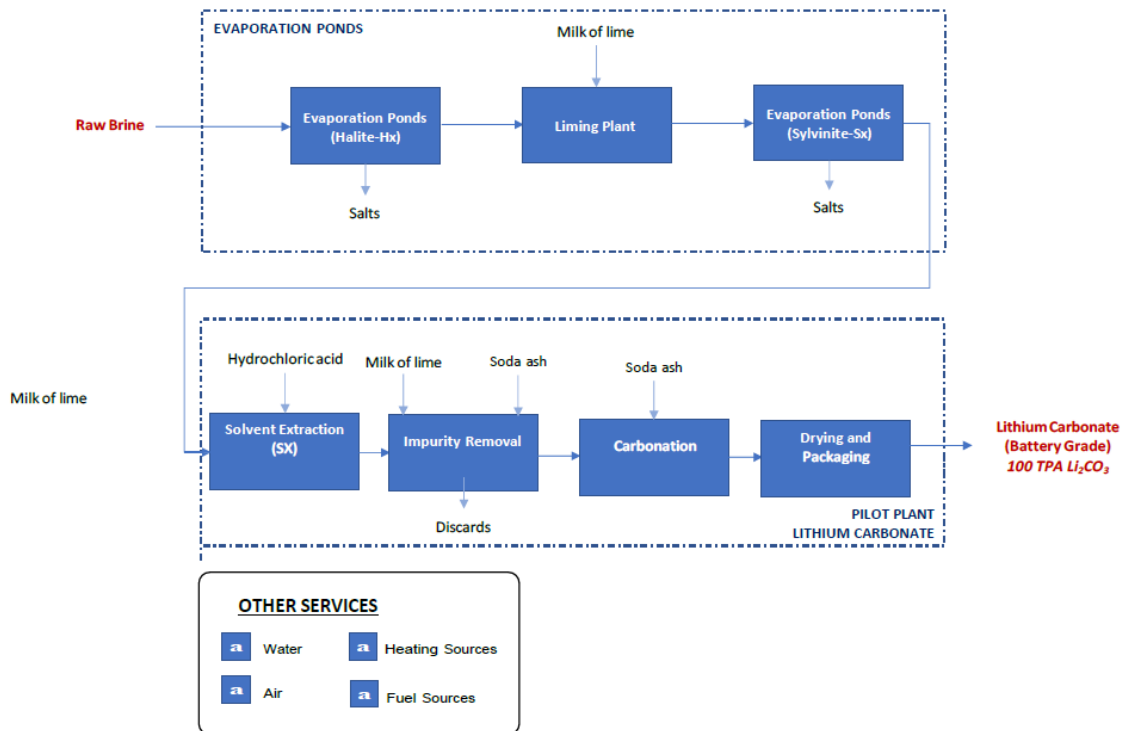 EVAPORATION PONDS
Milk of lime
Raw Brine
Evaporation Ponds
(Halite-Hx)
Liming Plant
Evaporation Ponds
(Sylvinite-Sx)
Salts
Salts
Hydrochloric acid
Milk of lime
Soda ash
Soda ash
Milk of lime
Solvent Extraction
(SX)
Impurity Removal
Carbonation
Drying and
Packaging
Lithium Carbonate
(Battery Grade)
100 TPA Li₂CO₃
Discards
PILOT PLANT
LITHIUM CARBONATE
OTHER SERVICES
a Water
a Heating Sources
a Air
a Fuel Sources